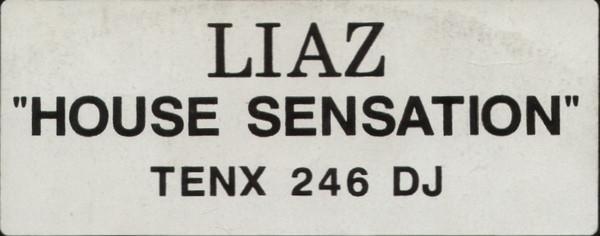 LIAZ
"HOUSE SENSATION"
TENX 246 DJ